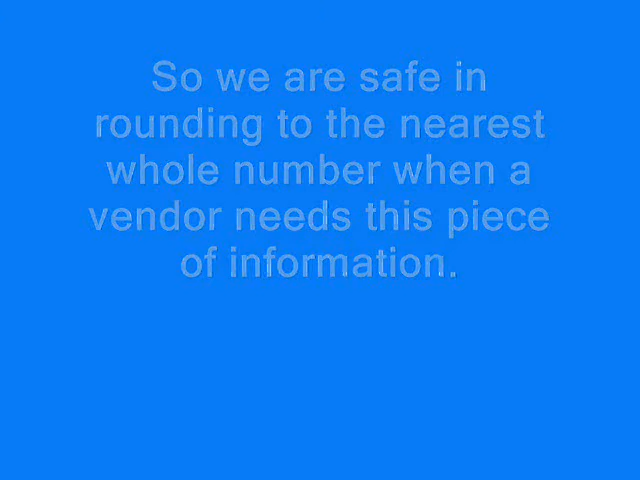 So we are safe in
rounding to the nearest
whole number when a
vendor needs this piece
of information.